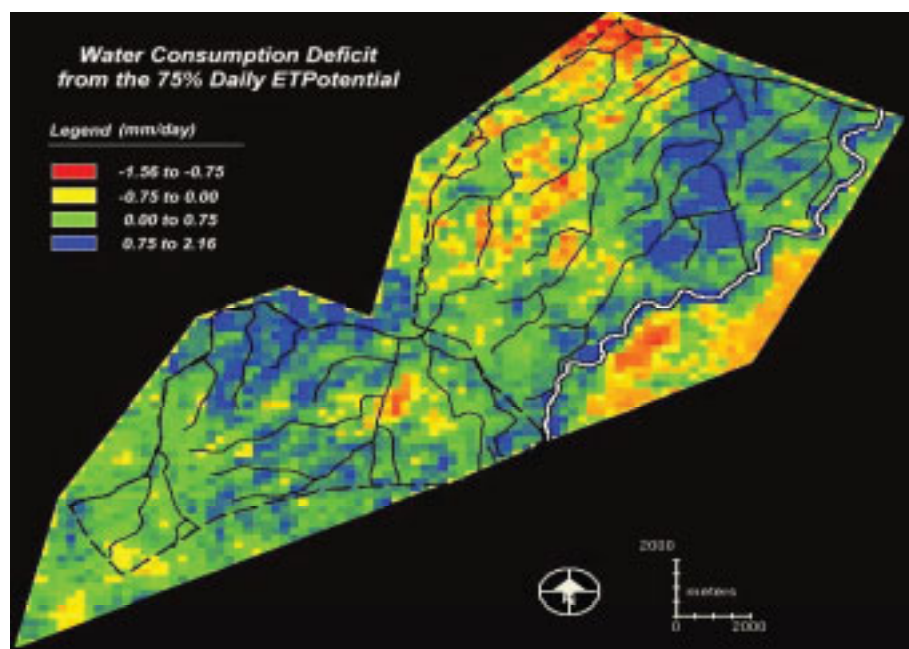 Water Consumption Deficit
from the 75% Daily ETPotential
Legend (mm/day)
-1.56 to -0.75
-0.75 to 0.00
0.00 to 0.75
0.75 to 2.16
2000
meters
0 2000